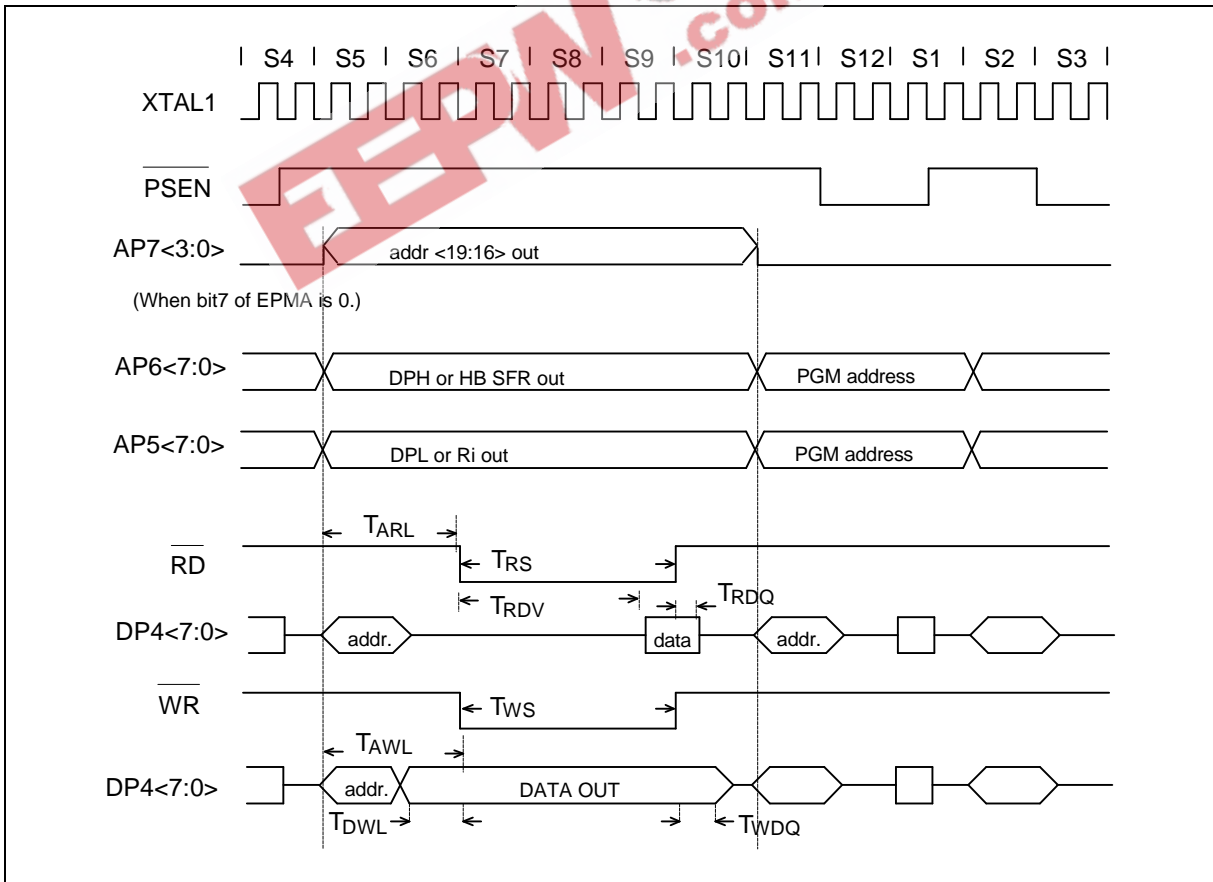 EEPW .com
| S4 | S5 | S6 | S7 | S8 | S9 | S10 | S11 | S12 | S1 | S2 | S3 |
XTAL1
PSEN
AP7<3:0> addr <19:16> out
(When bit7 of EPMA is 0.)
AP6<7:0> DPH or HB SFR out PGM address
AP5<7:0> DPL or Ri out PGM address
TARL
RD TRS
TRDV TRDQ
DP4<7:0> addr. data addr.
WR TWS
TAWL
DP4<7:0> addr. DATA OUT
TDWL TWDQ